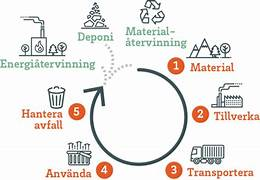 Deponi
Material-
återvinning
Energiåtervinning
1 Material
2 Tillverka
3 Transportera
4 Använda
5 Hantera
avfall